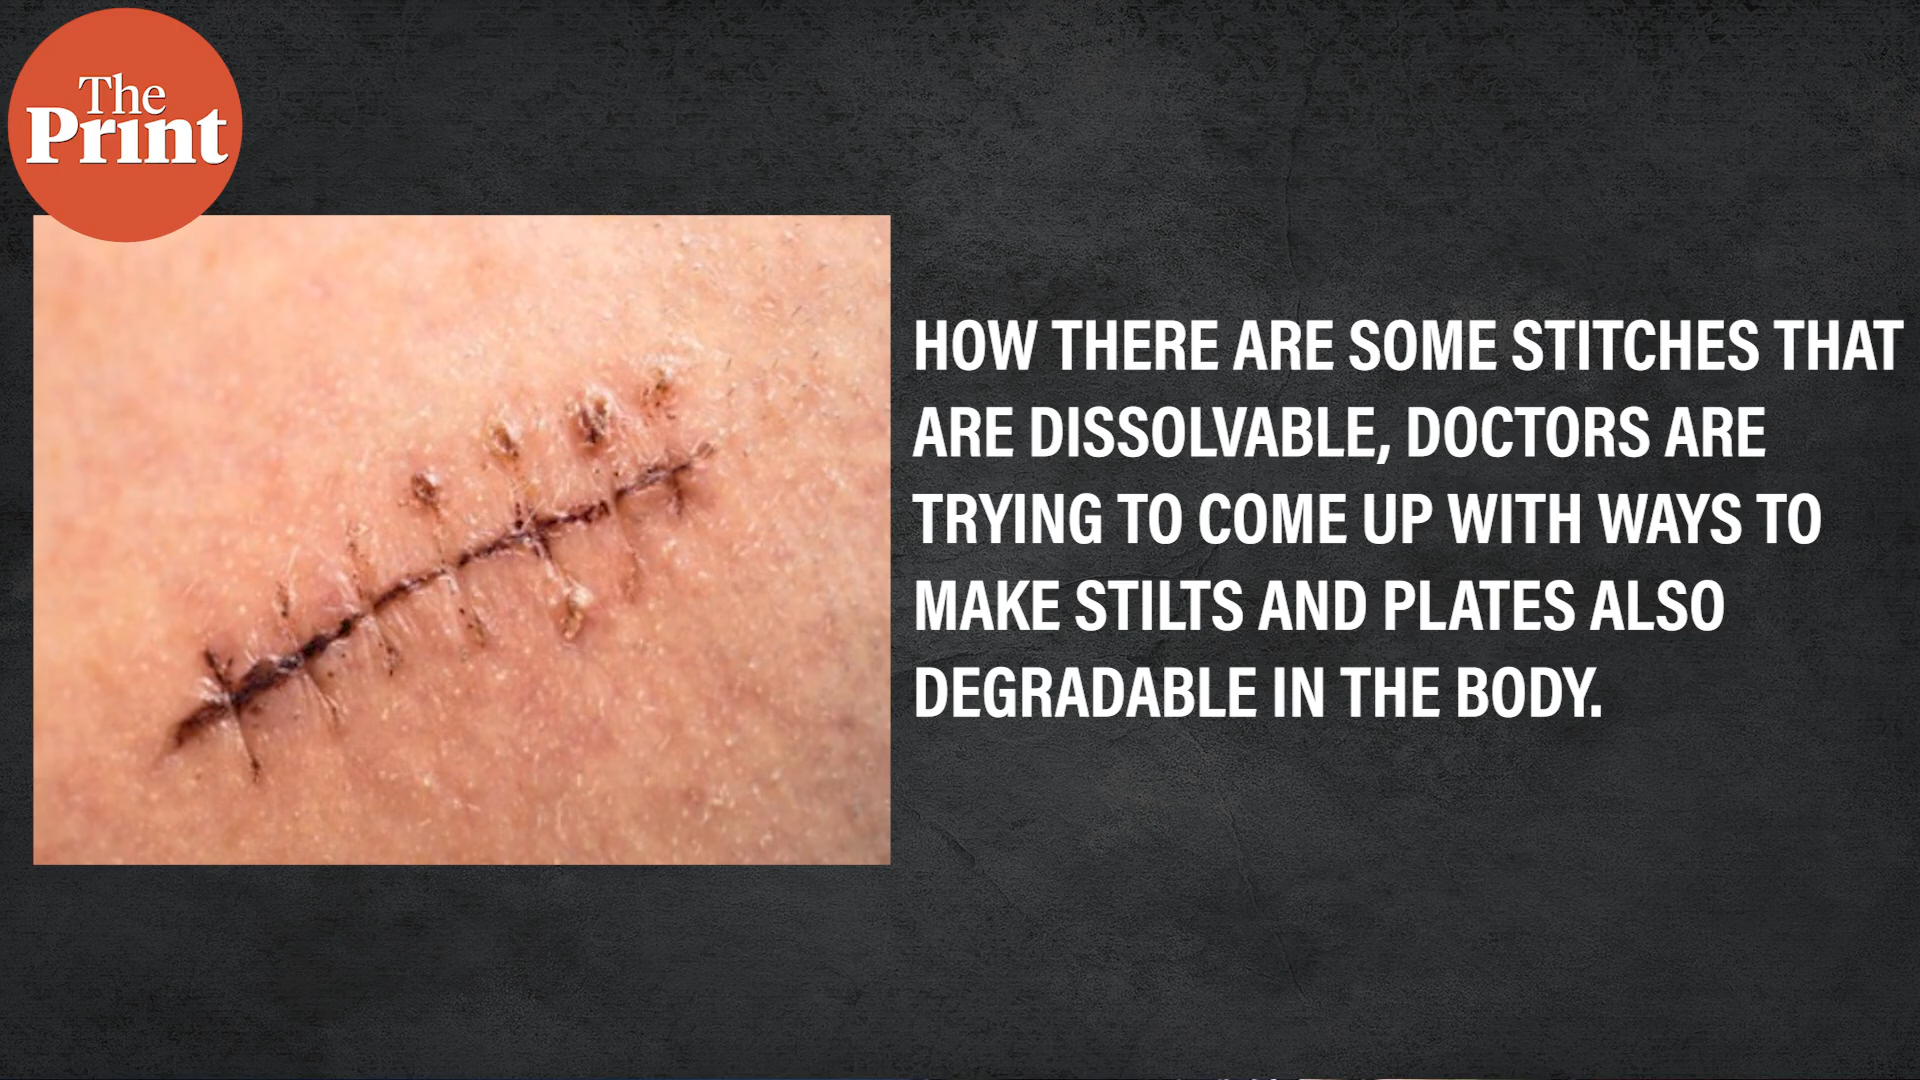 The
Print
HOW THERE ARE SOME STITCHES THAT
ARE DISSOLVABLE, DOCTORS ARE
TRYING TO COME UP WITH WAYS TO
MAKE STILTS AND PLATES ALSO
DEGRADABLE IN THE BODY.